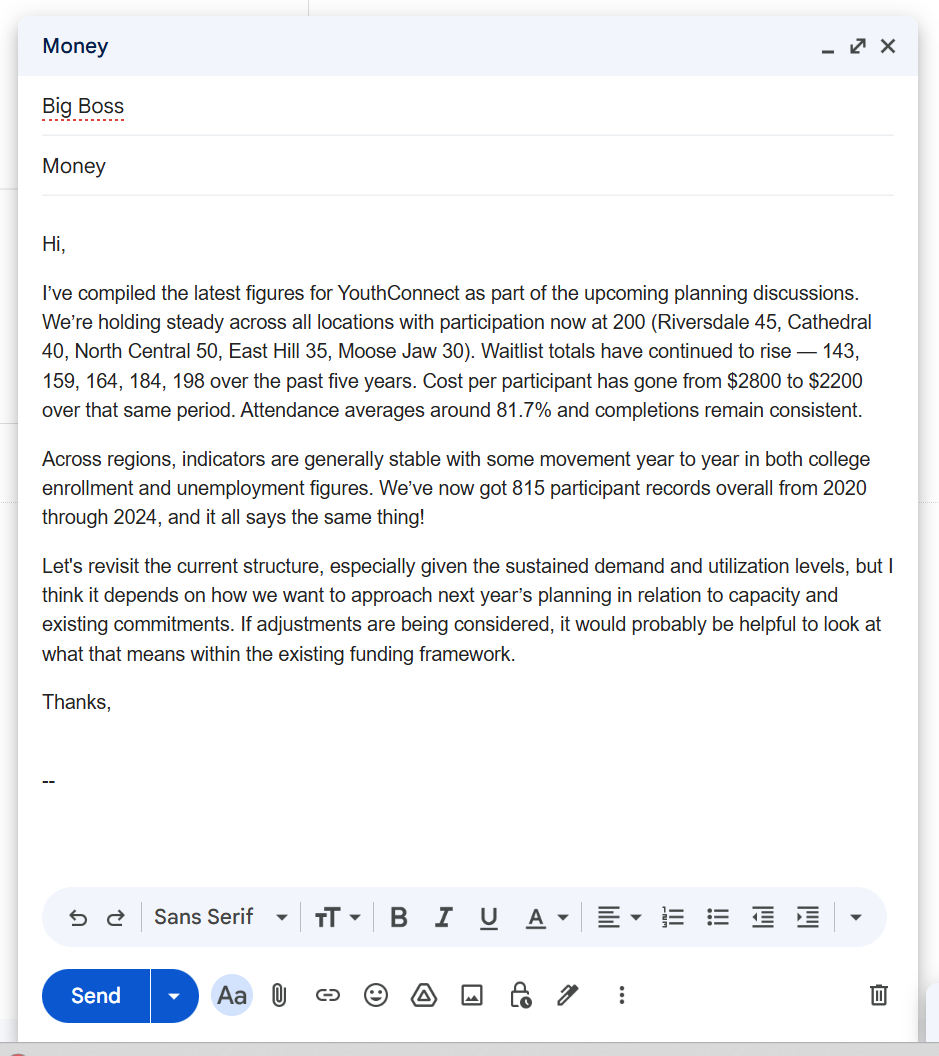 Money
Big Boss
Money
Hi,
I’ve compiled the latest figures for YouthConnect as part of the upcoming planning discussions.
We’re holding steady across all locations with participation now at 200 (Riversdale 45, Cathedral
40, North Central 50, East Hill 35, Moose Jaw 30). Waitlist totals have continued to rise — 143,
159, 164, 184, 198 over the past five years. Cost per participant has gone from $2800 to $2200
over that same period. Attendance averages around 81.7% and completions remain consistent.
Across regions, indicators are generally stable with some movement year to year in both college
enrollment and unemployment figures. We’ve now got 815 participant records overall from 2020
through 2024, and it all says the same thing!
Let's revisit the current structure, especially given the sustained demand and utilization levels, but I
think it depends on how we want to approach next year’s planning in relation to capacity and
existing commitments. If adjustments are being considered, it would probably be helpful to look at
what that means within the existing funding framework.
Thanks,
--
Sans Serif
Send Aa